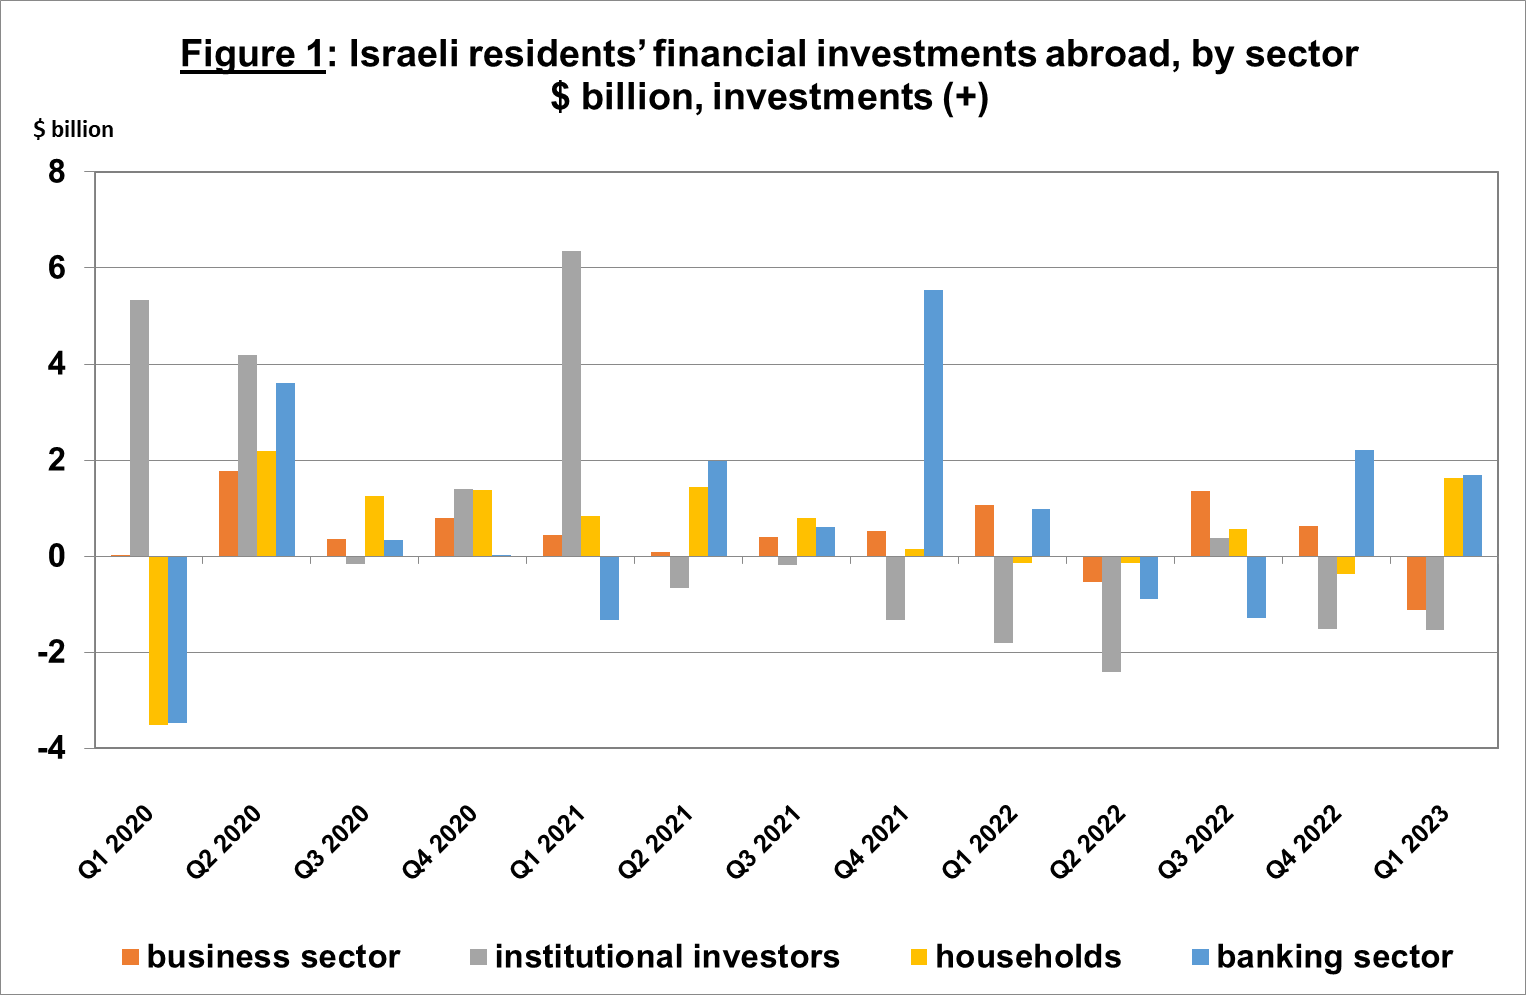 Figure 1: Israeli residents’ financial investments abroad, by sector
$ billion, investments (+)
$ billion
8
6
4
2
0
-2
-4
Q1 2020
Q2 2020
Q3 2020
Q4 2020
Q1 2021
Q2 2021
Q3 2021
Q4 2021
Q1 2022
Q2 2022
Q3 2022
Q4 2022
Q1 2023
business sector
institutional investors
households
banking sector